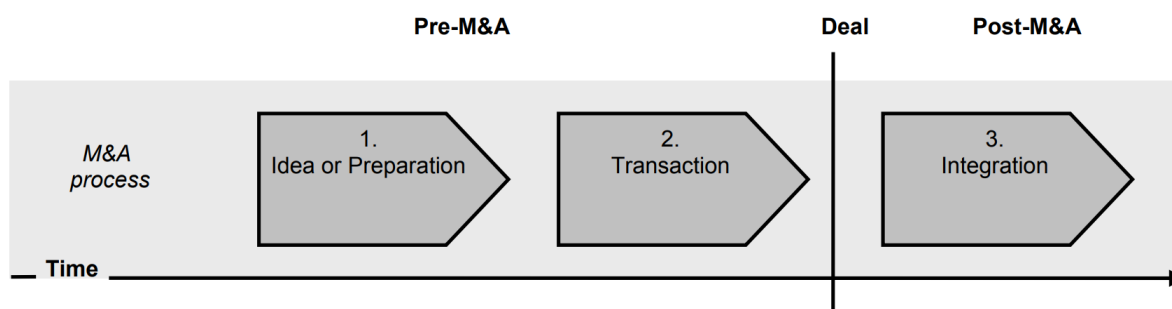 Pre-M&A
Deal
Post-M&A
M&A
process
1.
Idea or Preparation
2.
Transaction
3.
Integration
Time